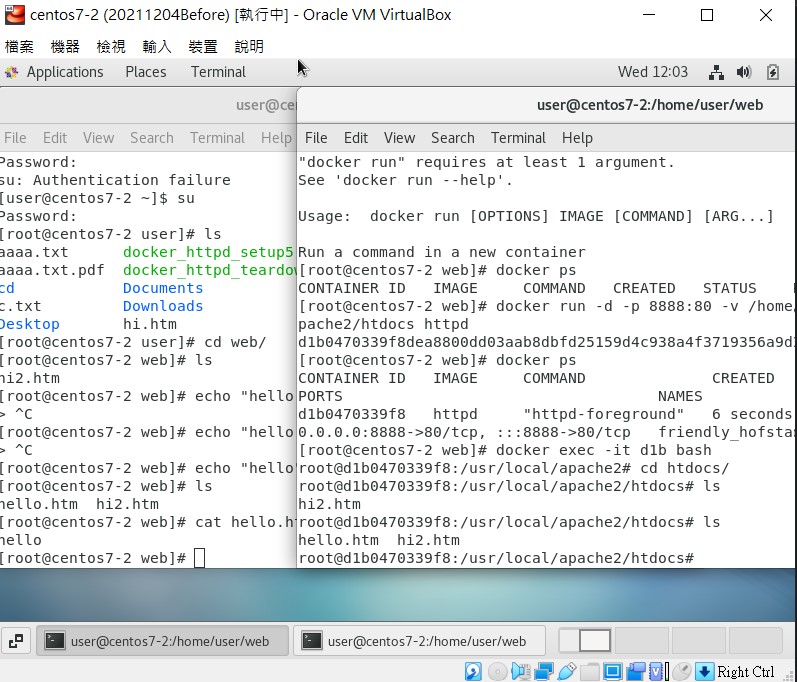 centos7-2 (20211204Before) [執行中] - Oracle VM VirtualBox
檔案 機器 檢視 輸入 裝置 說明
Applications Places Terminal Wed 12:03
user@ce
File Edit View Search Terminal Help
Password:
su: Authentication failure
[user@centos7-2 ~]$ su
Password:
[root@centos7-2 user]# ls
aaaa.txt docker_httpd_setup5
aaaa.txt.pdf docker_httpd_teardow
cd Documents
c.txt Downloads
Desktop hi.htm
[root@centos7-2 user]# cd web/
[root@centos7-2 web]# ls
hi2.htm
[root@centos7-2 web]# echo "hello
> ^C
[root@centos7-2 web]# echo "hello
> ^C
[root@centos7-2 web]# echo "hello
[root@centos7-2 web]# ls
hello.htm hi2.htm
[root@centos7-2 web]# cat hello.ht
hello
[root@centos7-2 web]#
user@centos7-2:/home/user/web
File Edit View Search Terminal Help
"docker run" requires at least 1 argument.
See 'docker run --help'.
Usage: docker run [OPTIONS] IMAGE [COMMAND] [ARG...]
Run a command in a new container
[root@centos7-2 web]# docker ps
CONTAINER ID IMAGE COMMAND CREATED STATUS
[root@centos7-2 web]# docker run -d -p 8888:80 -v /home/
pache2/htdocs httpd
d1b0470339f8dea8800dd03aab8dbfd25159d4c938a4f3719356a9d
[root@centos7-2 web]# docker ps
CONTAINER ID IMAGE COMMAND CREATED
PORTS NAMES
d1b0470339f8 httpd "httpd-foreground" 6 seconds
0.0.0.0:8888->80/tcp, :::8888->80/tcp friendly_hofsta
[root@centos7-2 web]# docker exec -it d1b bash
root@d1b0470339f8:/usr/local/apache2# cd htdocs/
root@d1b0470339f8:/usr/local/apache2/htdocs# ls
hi2.htm
root@d1b0470339f8:/usr/local/apache2/htdocs# ls
hello.htm hi2.htm
root@d1b0470339f8:/usr/local/apache2/htdocs#
user@centos7-2:/home/user/web user@centos7-2:/home/user/web
Right Ctrl